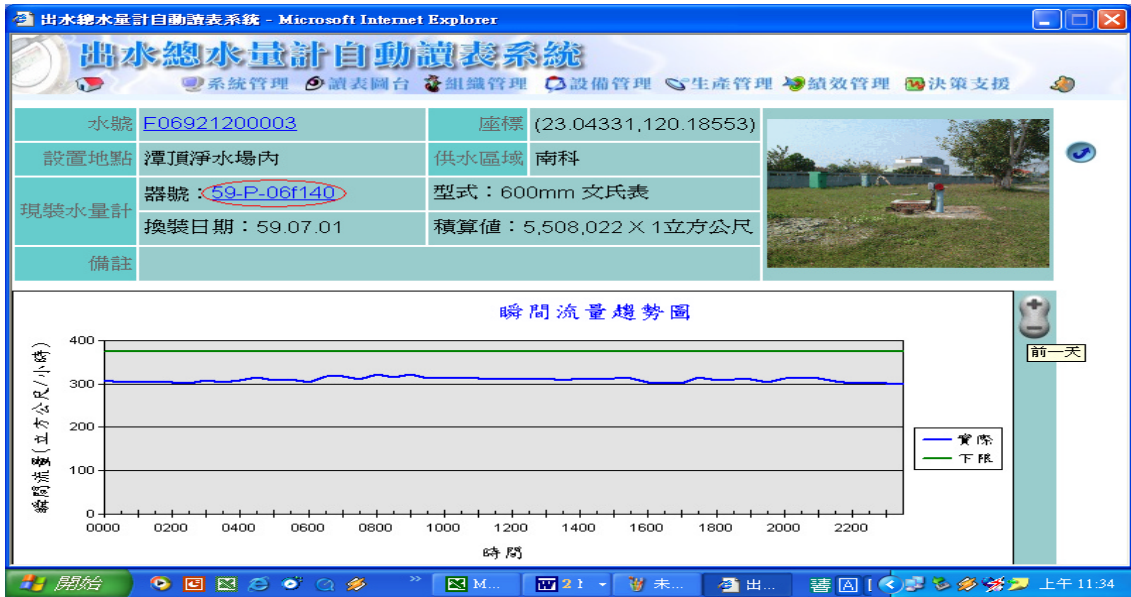 出水總水量計自動讀表系統 - Microsoft Internet Explorer
出水總水量計自動讀表系統
系統管理 讀表圖台 組織管理 設備管理 生產管理 績效管理 決策支援
水號 E06921200003 座標 (23.04331,120.18553)
設置地點 潭頂淨水場內 供水區域 南科
現裝水量計 器號：59-P-06f140 型式：600mm 文氏表
換裝日期：59.07.01 積算值：5,508,022 X 1立方公尺
備註
瞬間流量趨勢圖
前一天
瞬間流量(立方公尺/小時)
400
300
200
100
0
實際
下限
0000 0200 0400 0600 0800 1000 1200 1400 1600 1800 2000 2200
時間
開始 M... 21 未... 出... 上午 11:34